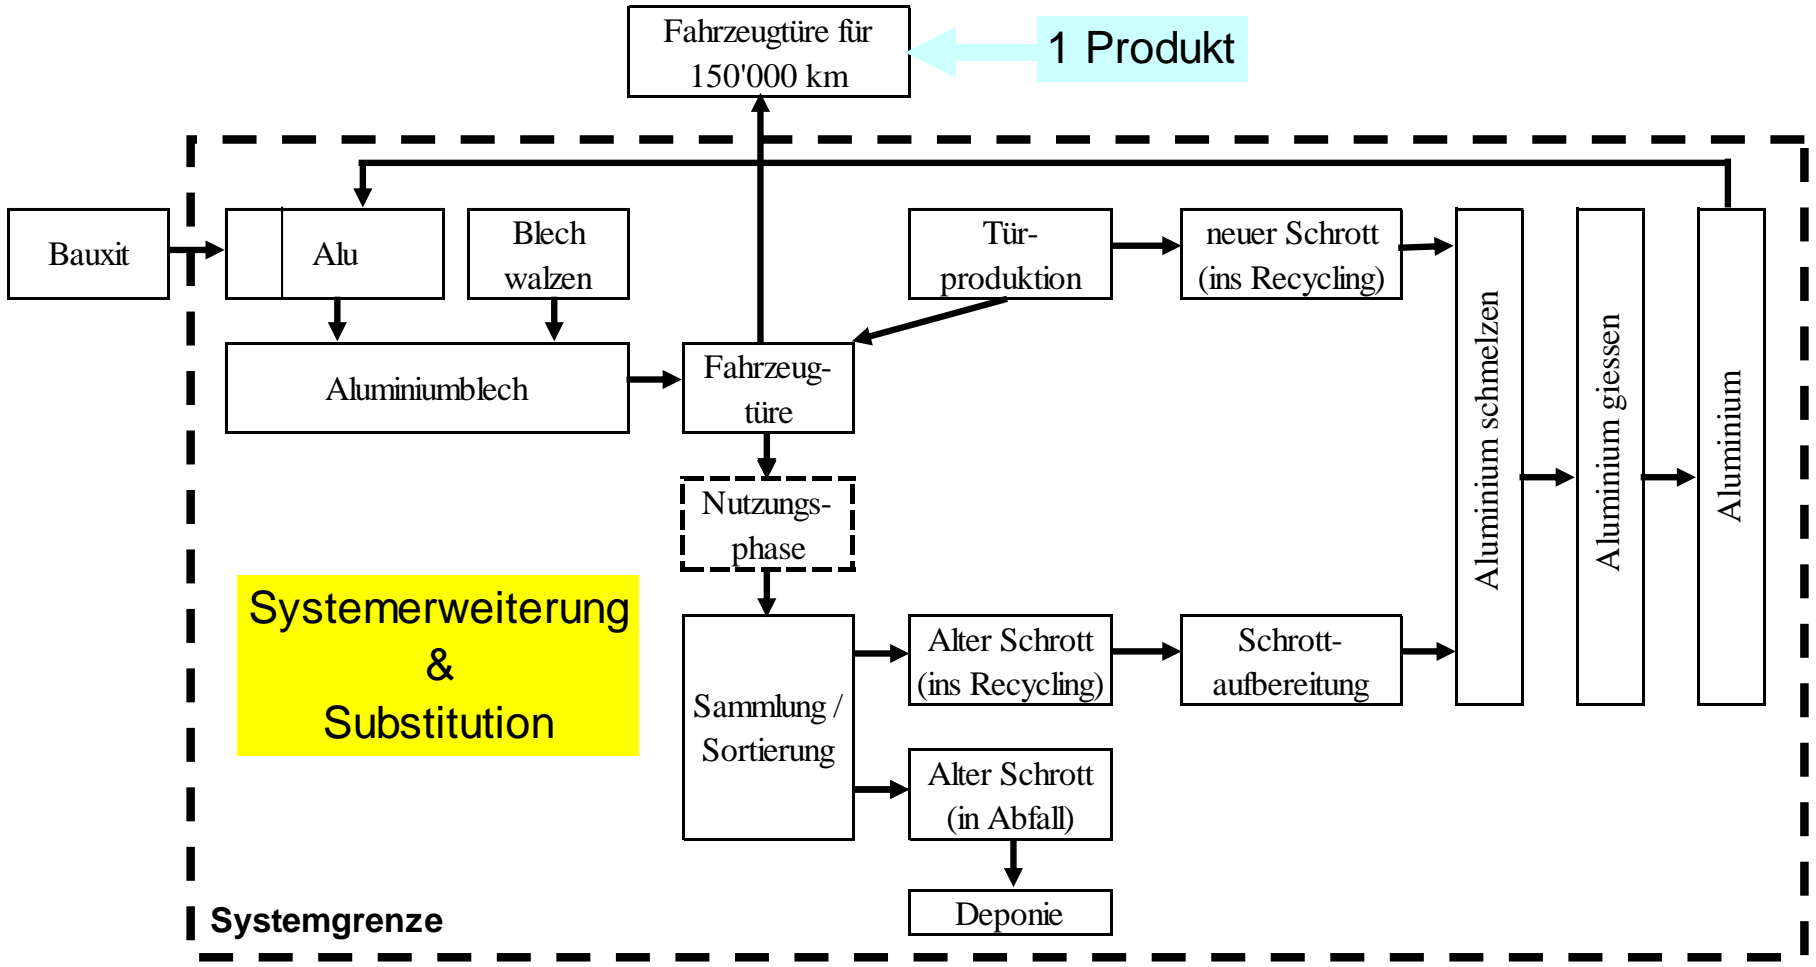 Fahrzeugtüre für
150'000 km
1 Produkt
Bauxit
Alu
Blech
walzen
Tür-
produktion
neuer Schrott
(ins Recycling)
Aluminiumblech
Fahrzeug-
türe
Nutzungs-
phase
Aluminium schmelzen
Aluminium giessen
Aluminium
Systemerweiterung
&
Substitution
Sammlung /
Sortierung
Alter Schrott
(ins Recycling)
Schrott-
aufbereitung
Alter Schrott
(in Abfall)
Deponie
Systemgrenze